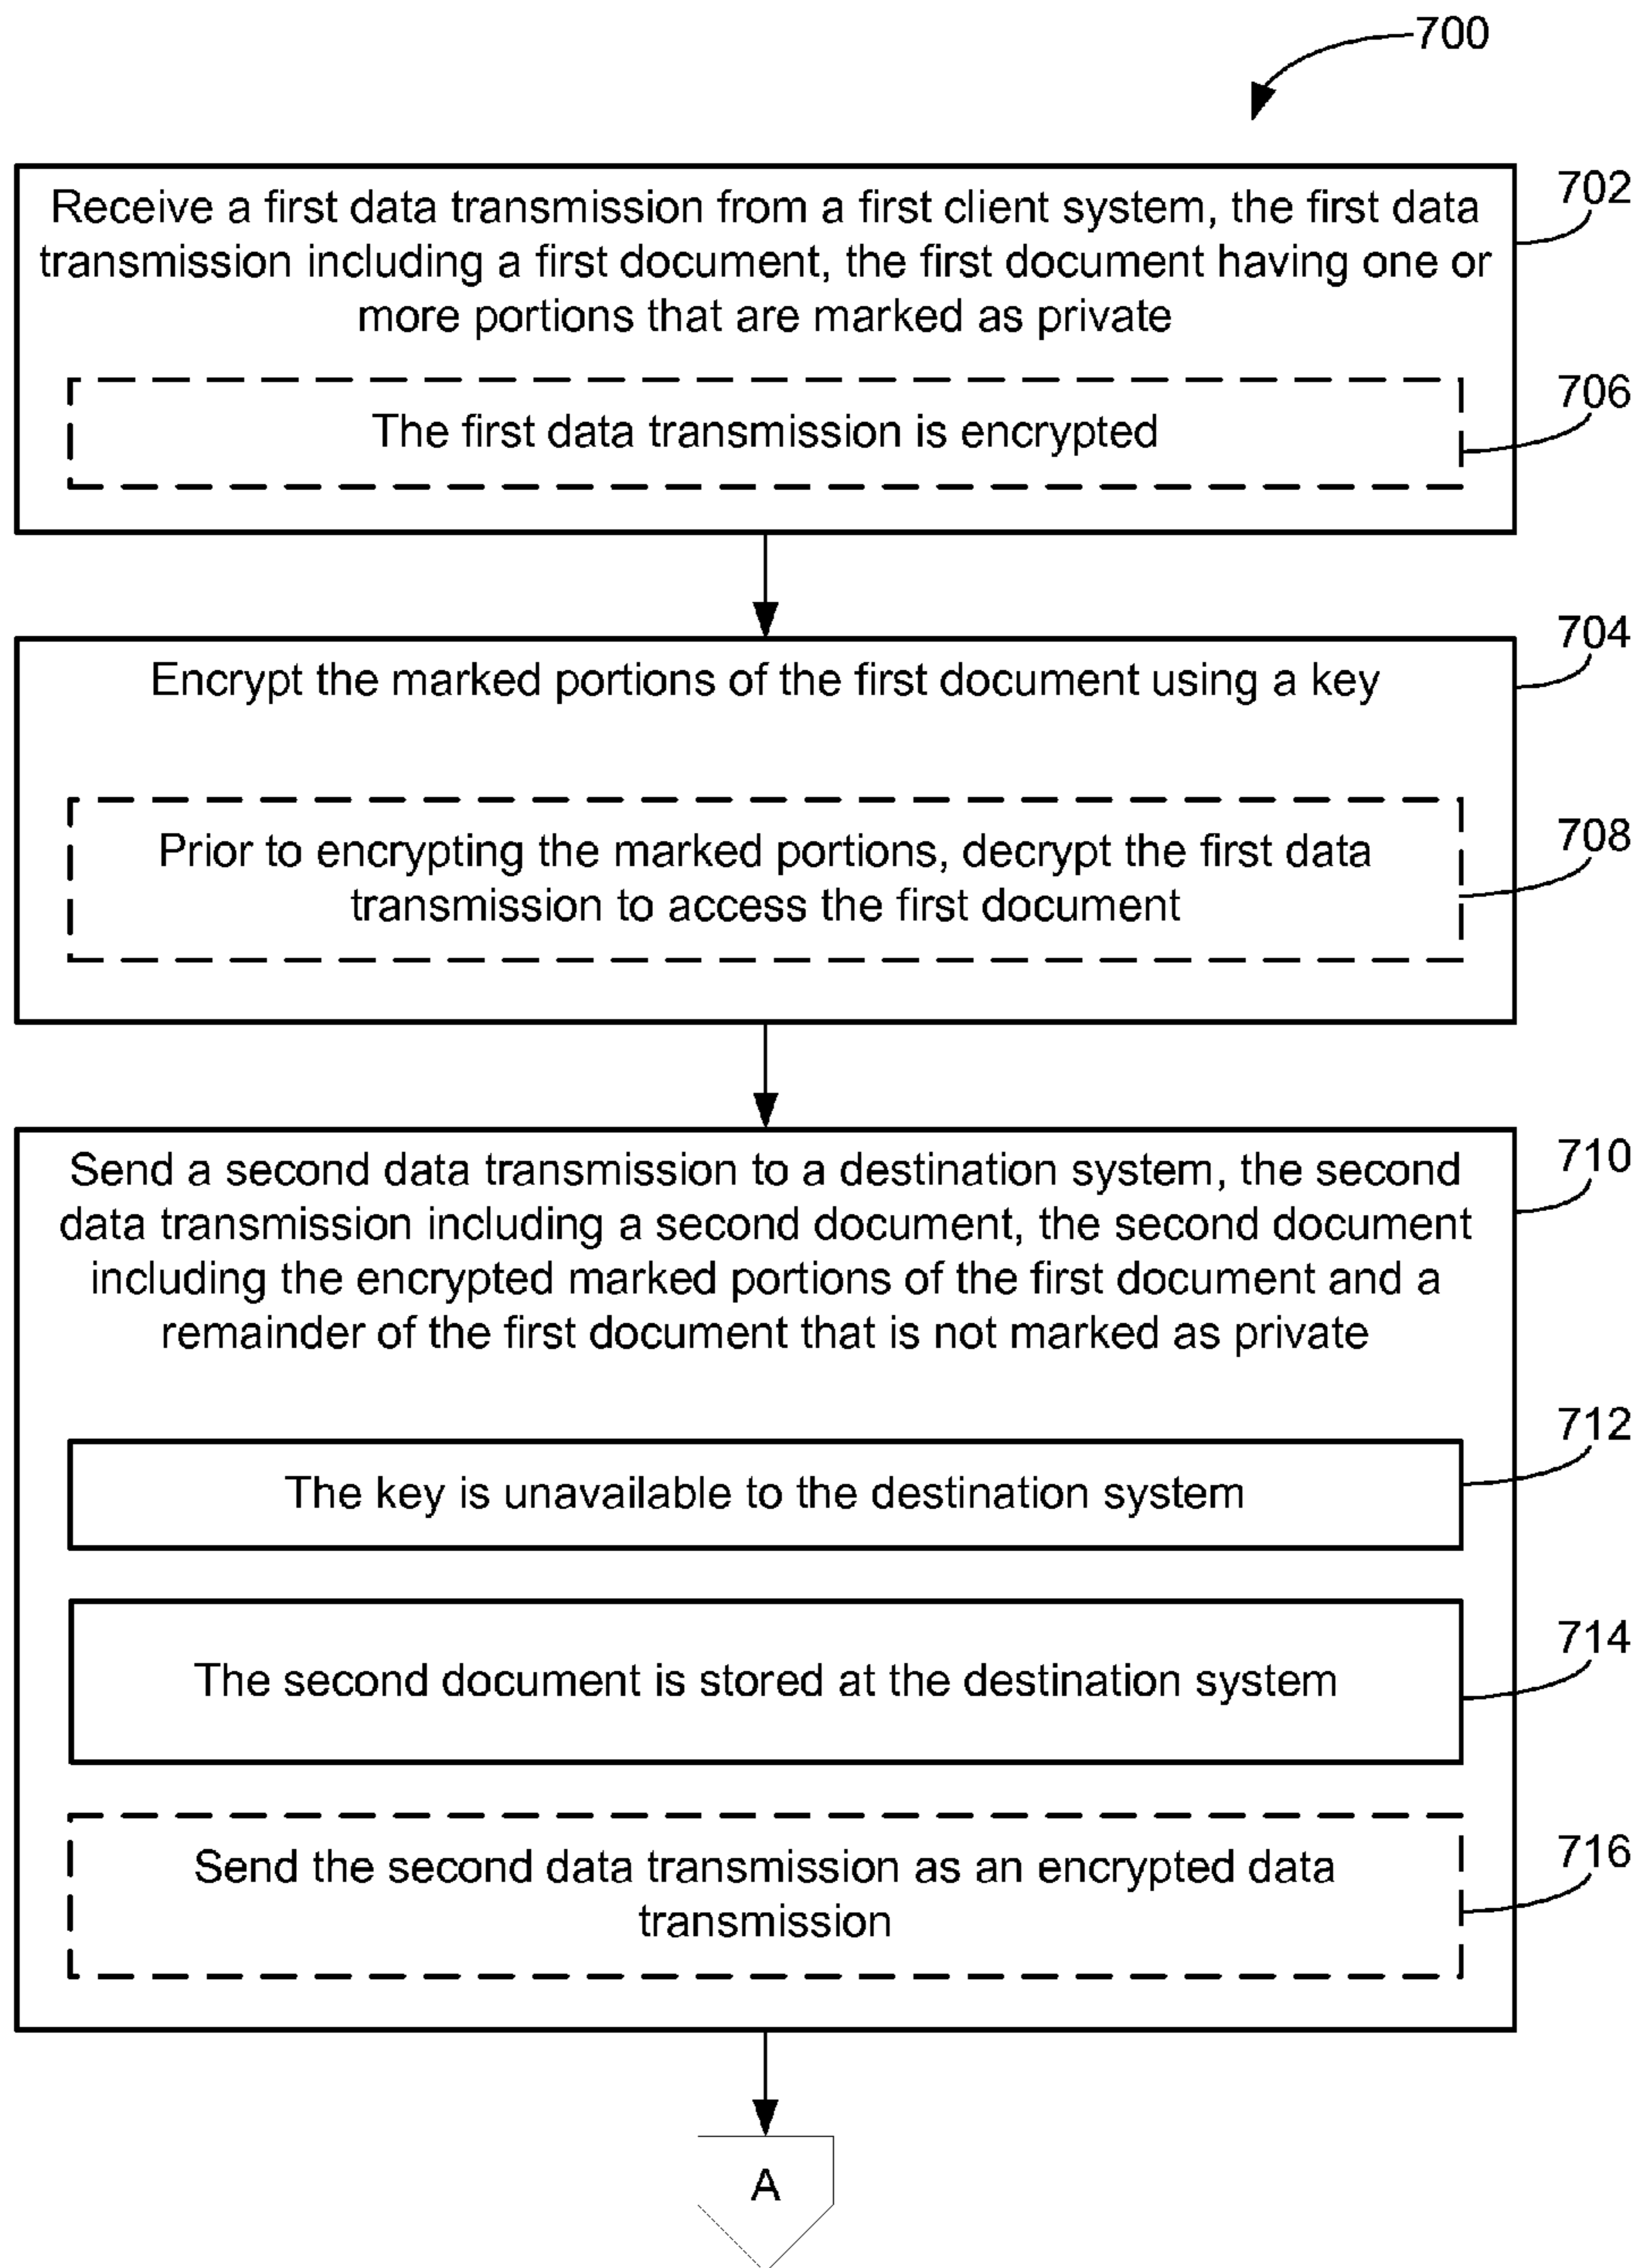 700
Receive a first data transmission from a first client system, the first data
transmission including a first document, the first document having one or
more portions that are marked as private
702
The first data transmission is encrypted
706
Encrypt the marked portions of the first document using a key
704
Prior to encrypting the marked portions, decrypt the first data
transmission to access the first document
708
Send a second data transmission to a destination system, the second
data transmission including a second document, the second document
including the encrypted marked portions of the first document and a
remainder of the first document that is not marked as private
710
The key is unavailable to the destination system
712
The second document is stored at the destination system
714
Send the second data transmission as an encrypted data
transmission
716
A